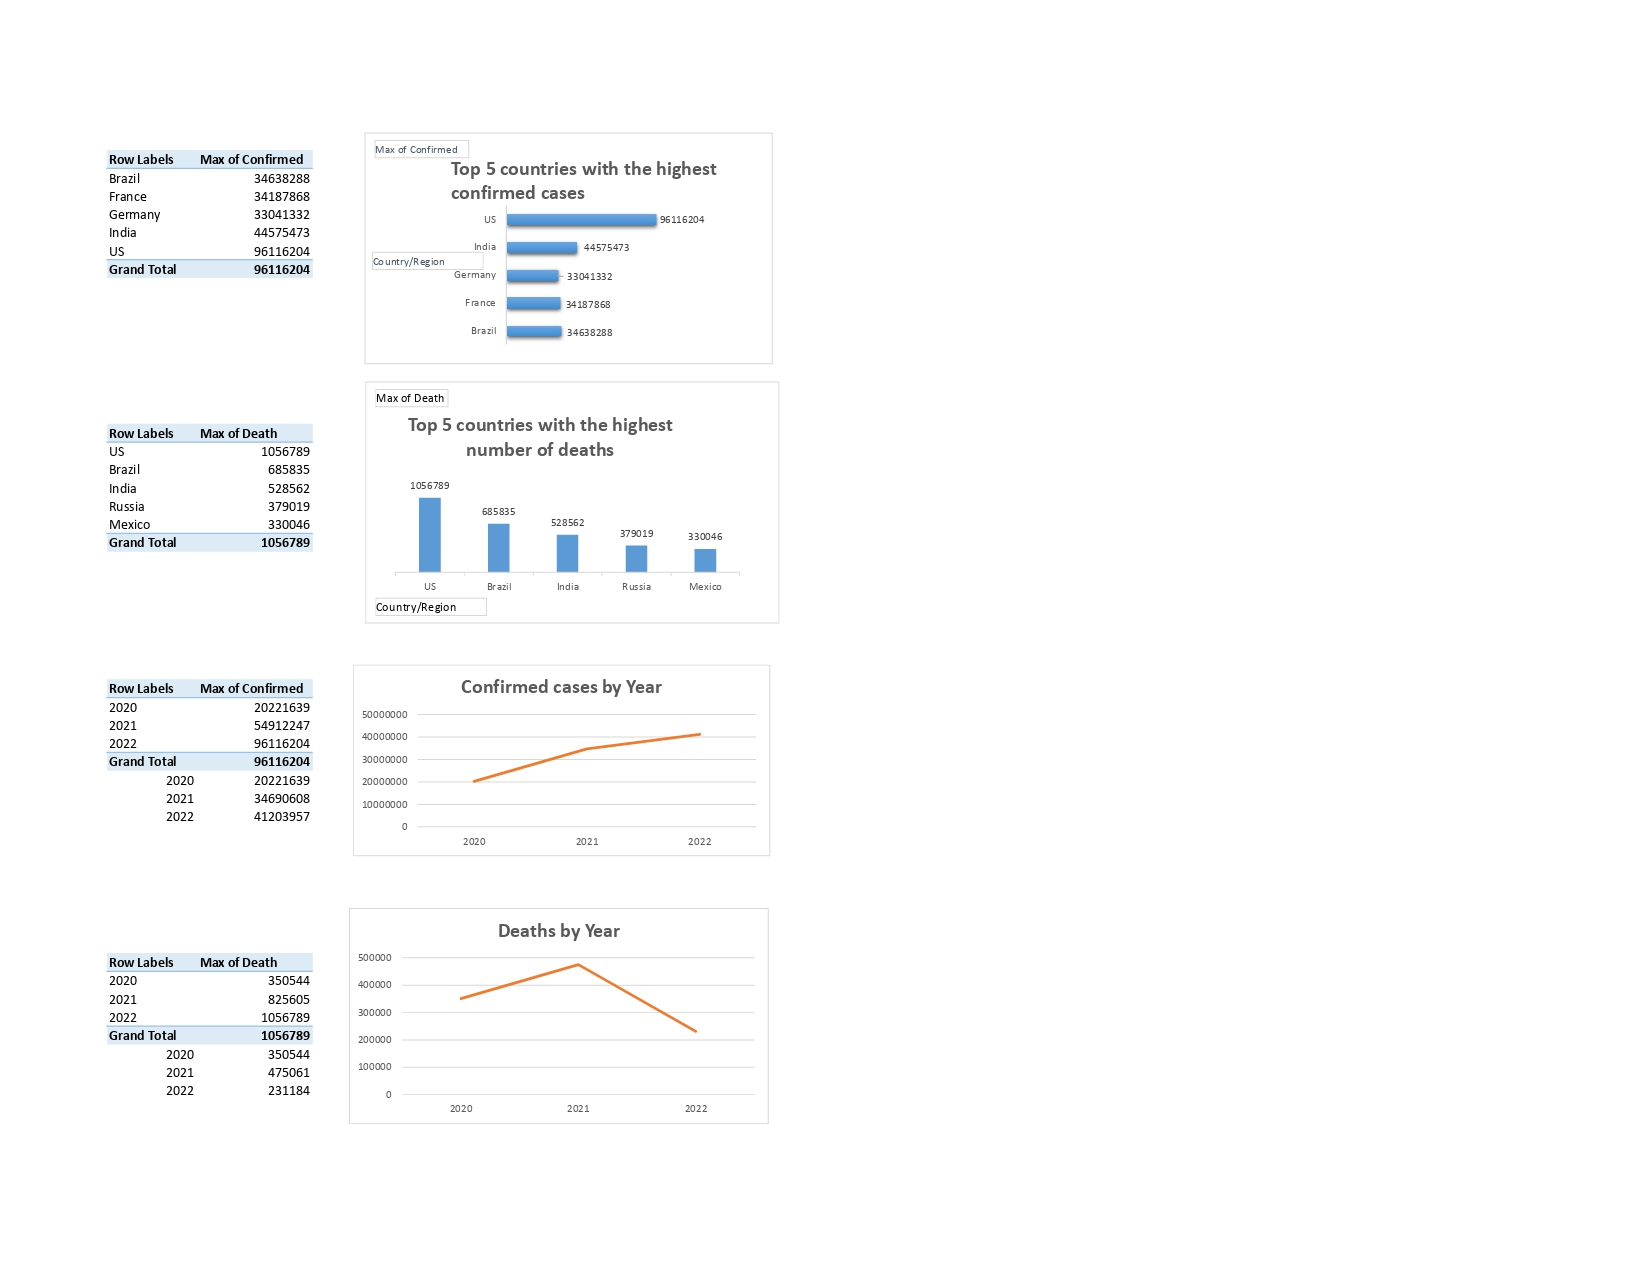 Row Labels Max of Confirmed
Brazil 34638288
France 34187868
Germany 33041332
India 44575473
US 96116204
Grand Total 96116204
Max of Confirmed
Top 5 countries with the highest
confirmed cases
US 96116204
India 44575473
Country/Region
Germany 33041332
France 34187868
Brazil 34638288
Row Labels Max of Death
US 1056789
Brazil 685835
India 528562
Russia 379019
Mexico 330046
Grand Total 1056789
Max of Death
Top 5 countries with the highest
number of deaths
1056789 685835 528562 379019 330046
US Brazil India Russia Mexico
Country/Region
Row Labels Max of Confirmed
2020 20221639
2021 54912247
2022 96116204
Grand Total 96116204
2020 20221639
2021 34690608
2022 41203957
Confirmed cases by Year
50000000
40000000
30000000
20000000
10000000
0
2020 2021 2022
Row Labels Max of Death
2020 350544
2021 825605
2022 1056789
Grand Total 1056789
2020 350544
2021 475061
2022 231184
Deaths by Year
500000
400000
300000
200000
100000
0
2020 2021 2022